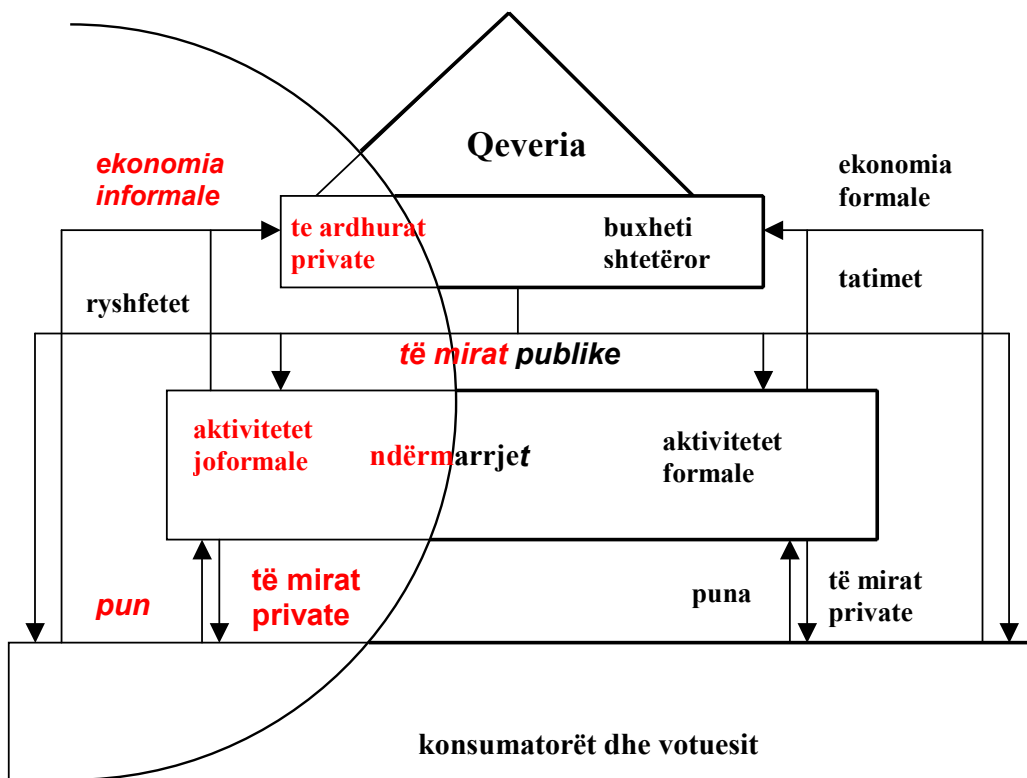 Qeveria
ekonomia
informale
ekonomia
formale
te ardhurat
private
buxheti
shtetëror
ryshfetet
tatimet
të mirat publike
aktivitetet
joformale
ndërmarrjet
aktivitetet
formale
pun
të mirat
private
puna
të mirat
private
konsumatorët dhe votuesit